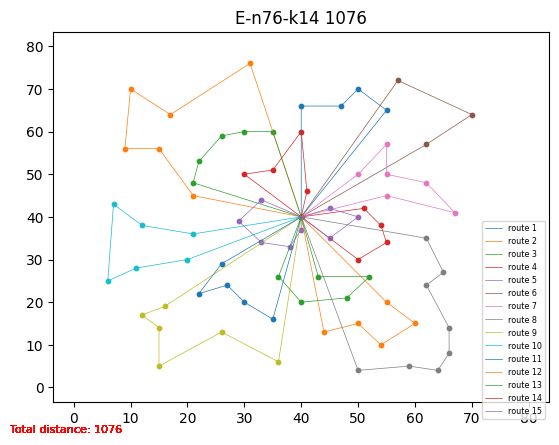 E-n76-k14 1076
80
70
60
50
40
30
20
10
0
0 10 20 30 40 50 60 70 80
route 1
route 2
route 3
route 4
route 5
route 6
route 7
route 8
route 9
route 10
route 11
route 12
route 13
route 14
route 15
Total distance: 1076